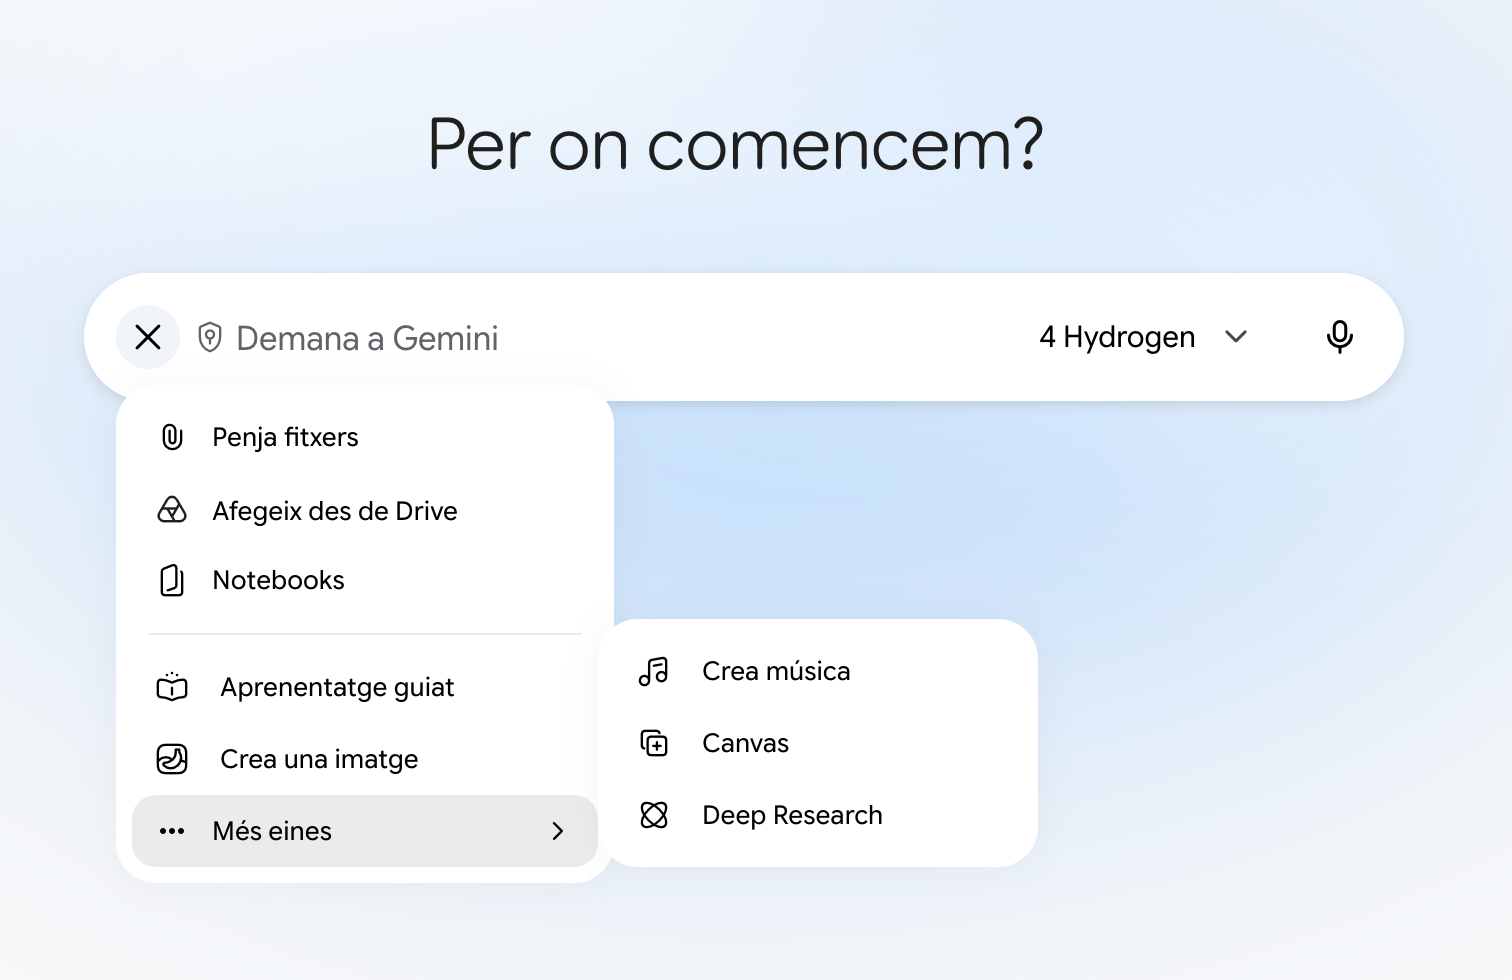 Per on comencem?
Demana a Gemini
4 Hydrogen
Penja fitxers
Afegeix des de Drive
Notebooks
Aprenentatge guiat
Crea una imatge
Més eines
Crea música
Canvas
Deep Research